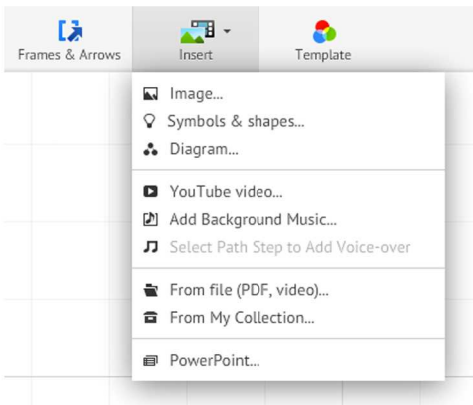 Frames & Arrows
Insert
Template
Image...
Symbols & shapes...
Diagram...
YouTube video...
Add Background Music...
Select Path Step to Add Voice-over
From file (PDF, video)...
From My Collection...
PowerPoint...